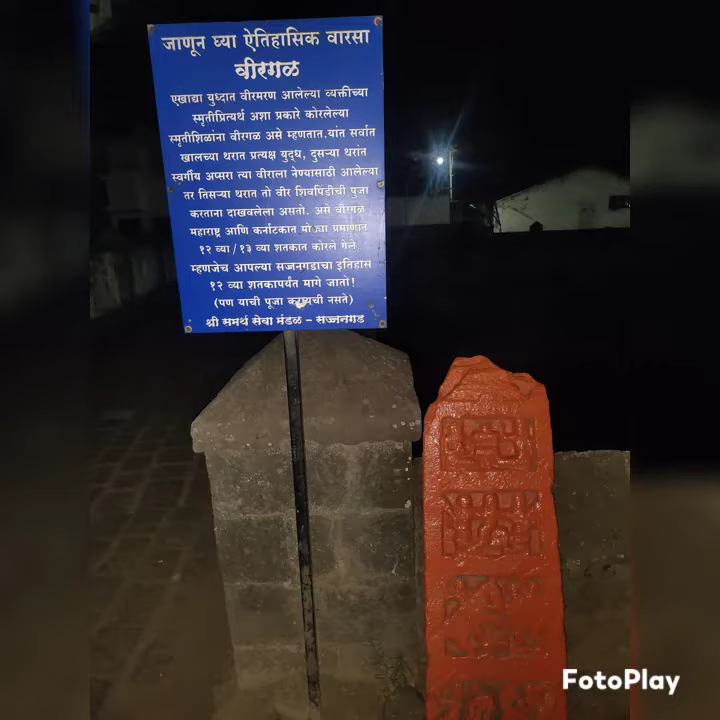 जाणून घ्या ऐतिहासिक वारसा
वीरगळ
एखाद्या युध्दात वीरमरण आलेल्या व्यक्तीच्या
स्मृतीप्रित्यर्थ अशा प्रकारे कोरलेल्या
स्मृतीशिळांना वीरगळ असे म्हणतात.यांत सर्वात
खालच्या थरात प्रत्यक्ष युद्ध, दुसऱ्या थरांत
स्वर्गीय अप्सरा त्या वीराला नेण्यासाठी आलेल्या
तर तिसऱ्या थरात तो वीर शिवपिंडीची पुजा
करताना दाखवलेला असतो. असे वीरगळ
महाराष्ट्र आणि कर्नाटकात मोठ्या प्रमाणात
१२ व्या / १३ व्या शतकात कोरले गेले.
म्हणजेच आपल्या सज्जनगडाचा इतिहास
१२ व्या शतकापर्यंत मागे जातो!
(पण याची पूजा करायची नसते)
श्री समर्थ सेवा मंडळ - सज्जनगड
FotoPlay